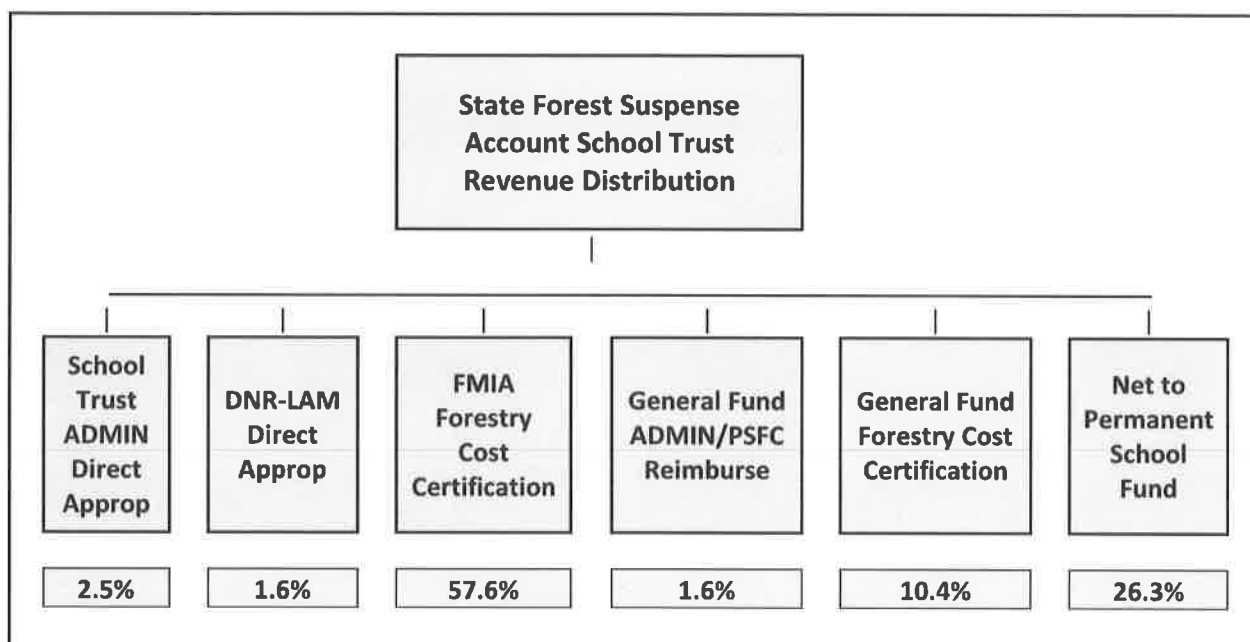 State Forest Suspense
Account School Trust
Revenue Distribution
School
Trust
ADMIN
Direct
Approp
DNR-LAM
Direct
Approp
FMIA
Forestry
Cost
Certification
General Fund
ADMIN/PSFC
Reimburse
General Fund
Forestry Cost
Certification
Net to
Permanent
School
Fund
2.5%
1.6%
57.6%
1.6%
10.4%
26.3%